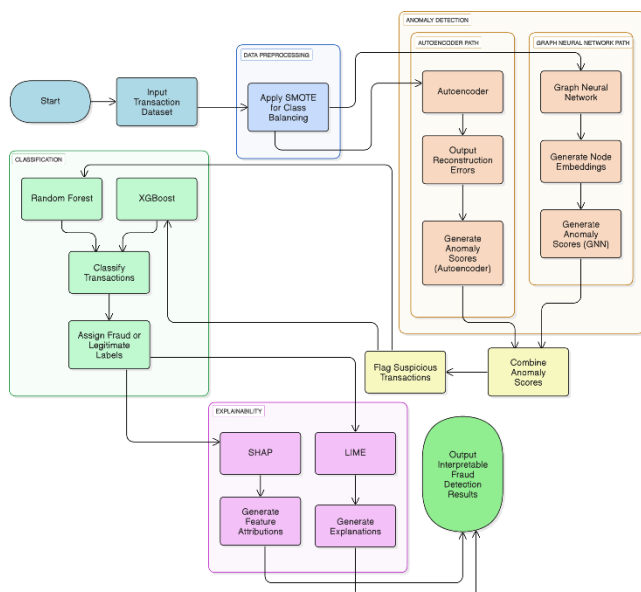 ANOMALY DETECTION
DATA PREPROCESSING
AUTOENCODER PATH
GRAPH NEURAL NETWORK PATH
Start
Input
Transaction
Dataset
Apply SMOTE
for Class
Balancing
Autoencoder
Graph Neural
Network
Output
Reconstruction
Errors
Generate Node
Embeddings
Generate
Anomaly
Scores
(Autoencoder)
Generate
Anomaly
Scores (GNN)
CLASSIFICATION
Random Forest
XGBoost
Classify
Transactions
Assign Fraud or
Legitimate
Labels
Flag Suspicious
Transactions
Combine
Anomaly
Scores
EXPLAINABILITY
SHAP
LIME
Generate
Feature
Attributions
Generate
Explanations
Output
Interpretable
Fraud
Detection
Results